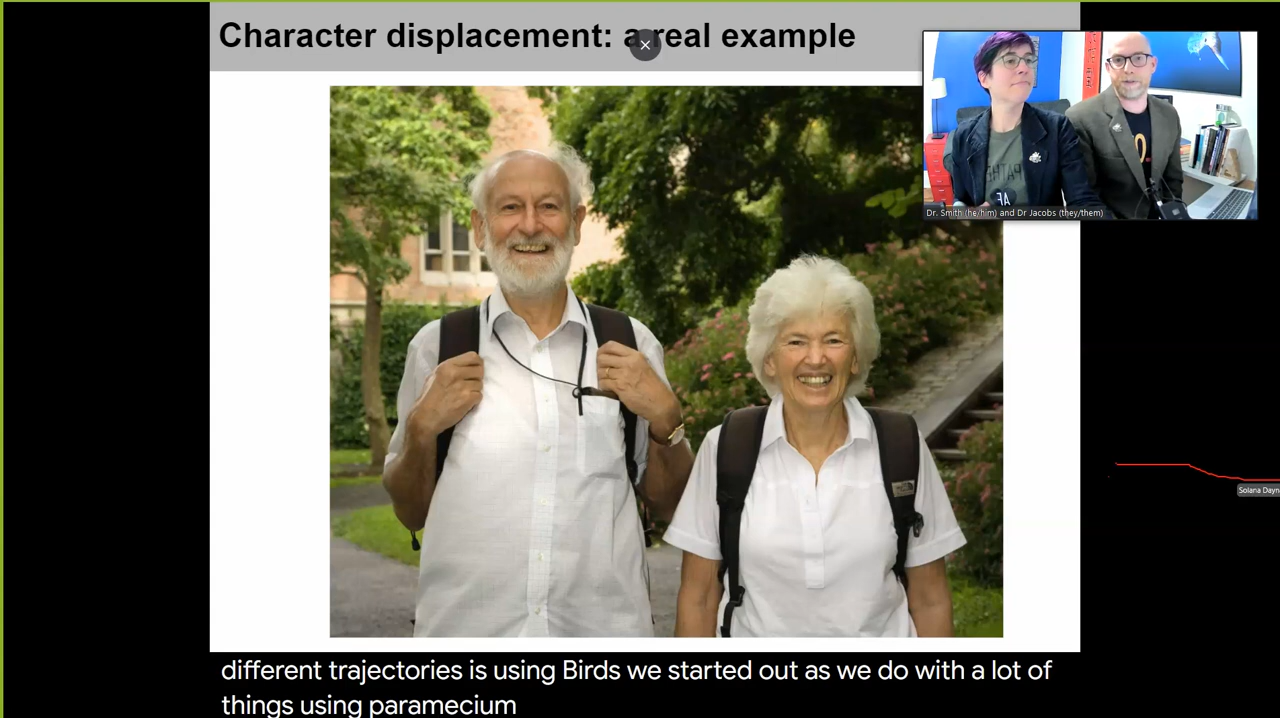 Character displacement: a real example
Dr. Smith (he/him) and Dr Jacobs (they/them)
AF
Solana Dayn
different trajectories is using Birds we started out as we do with a lot of
things using paramecium